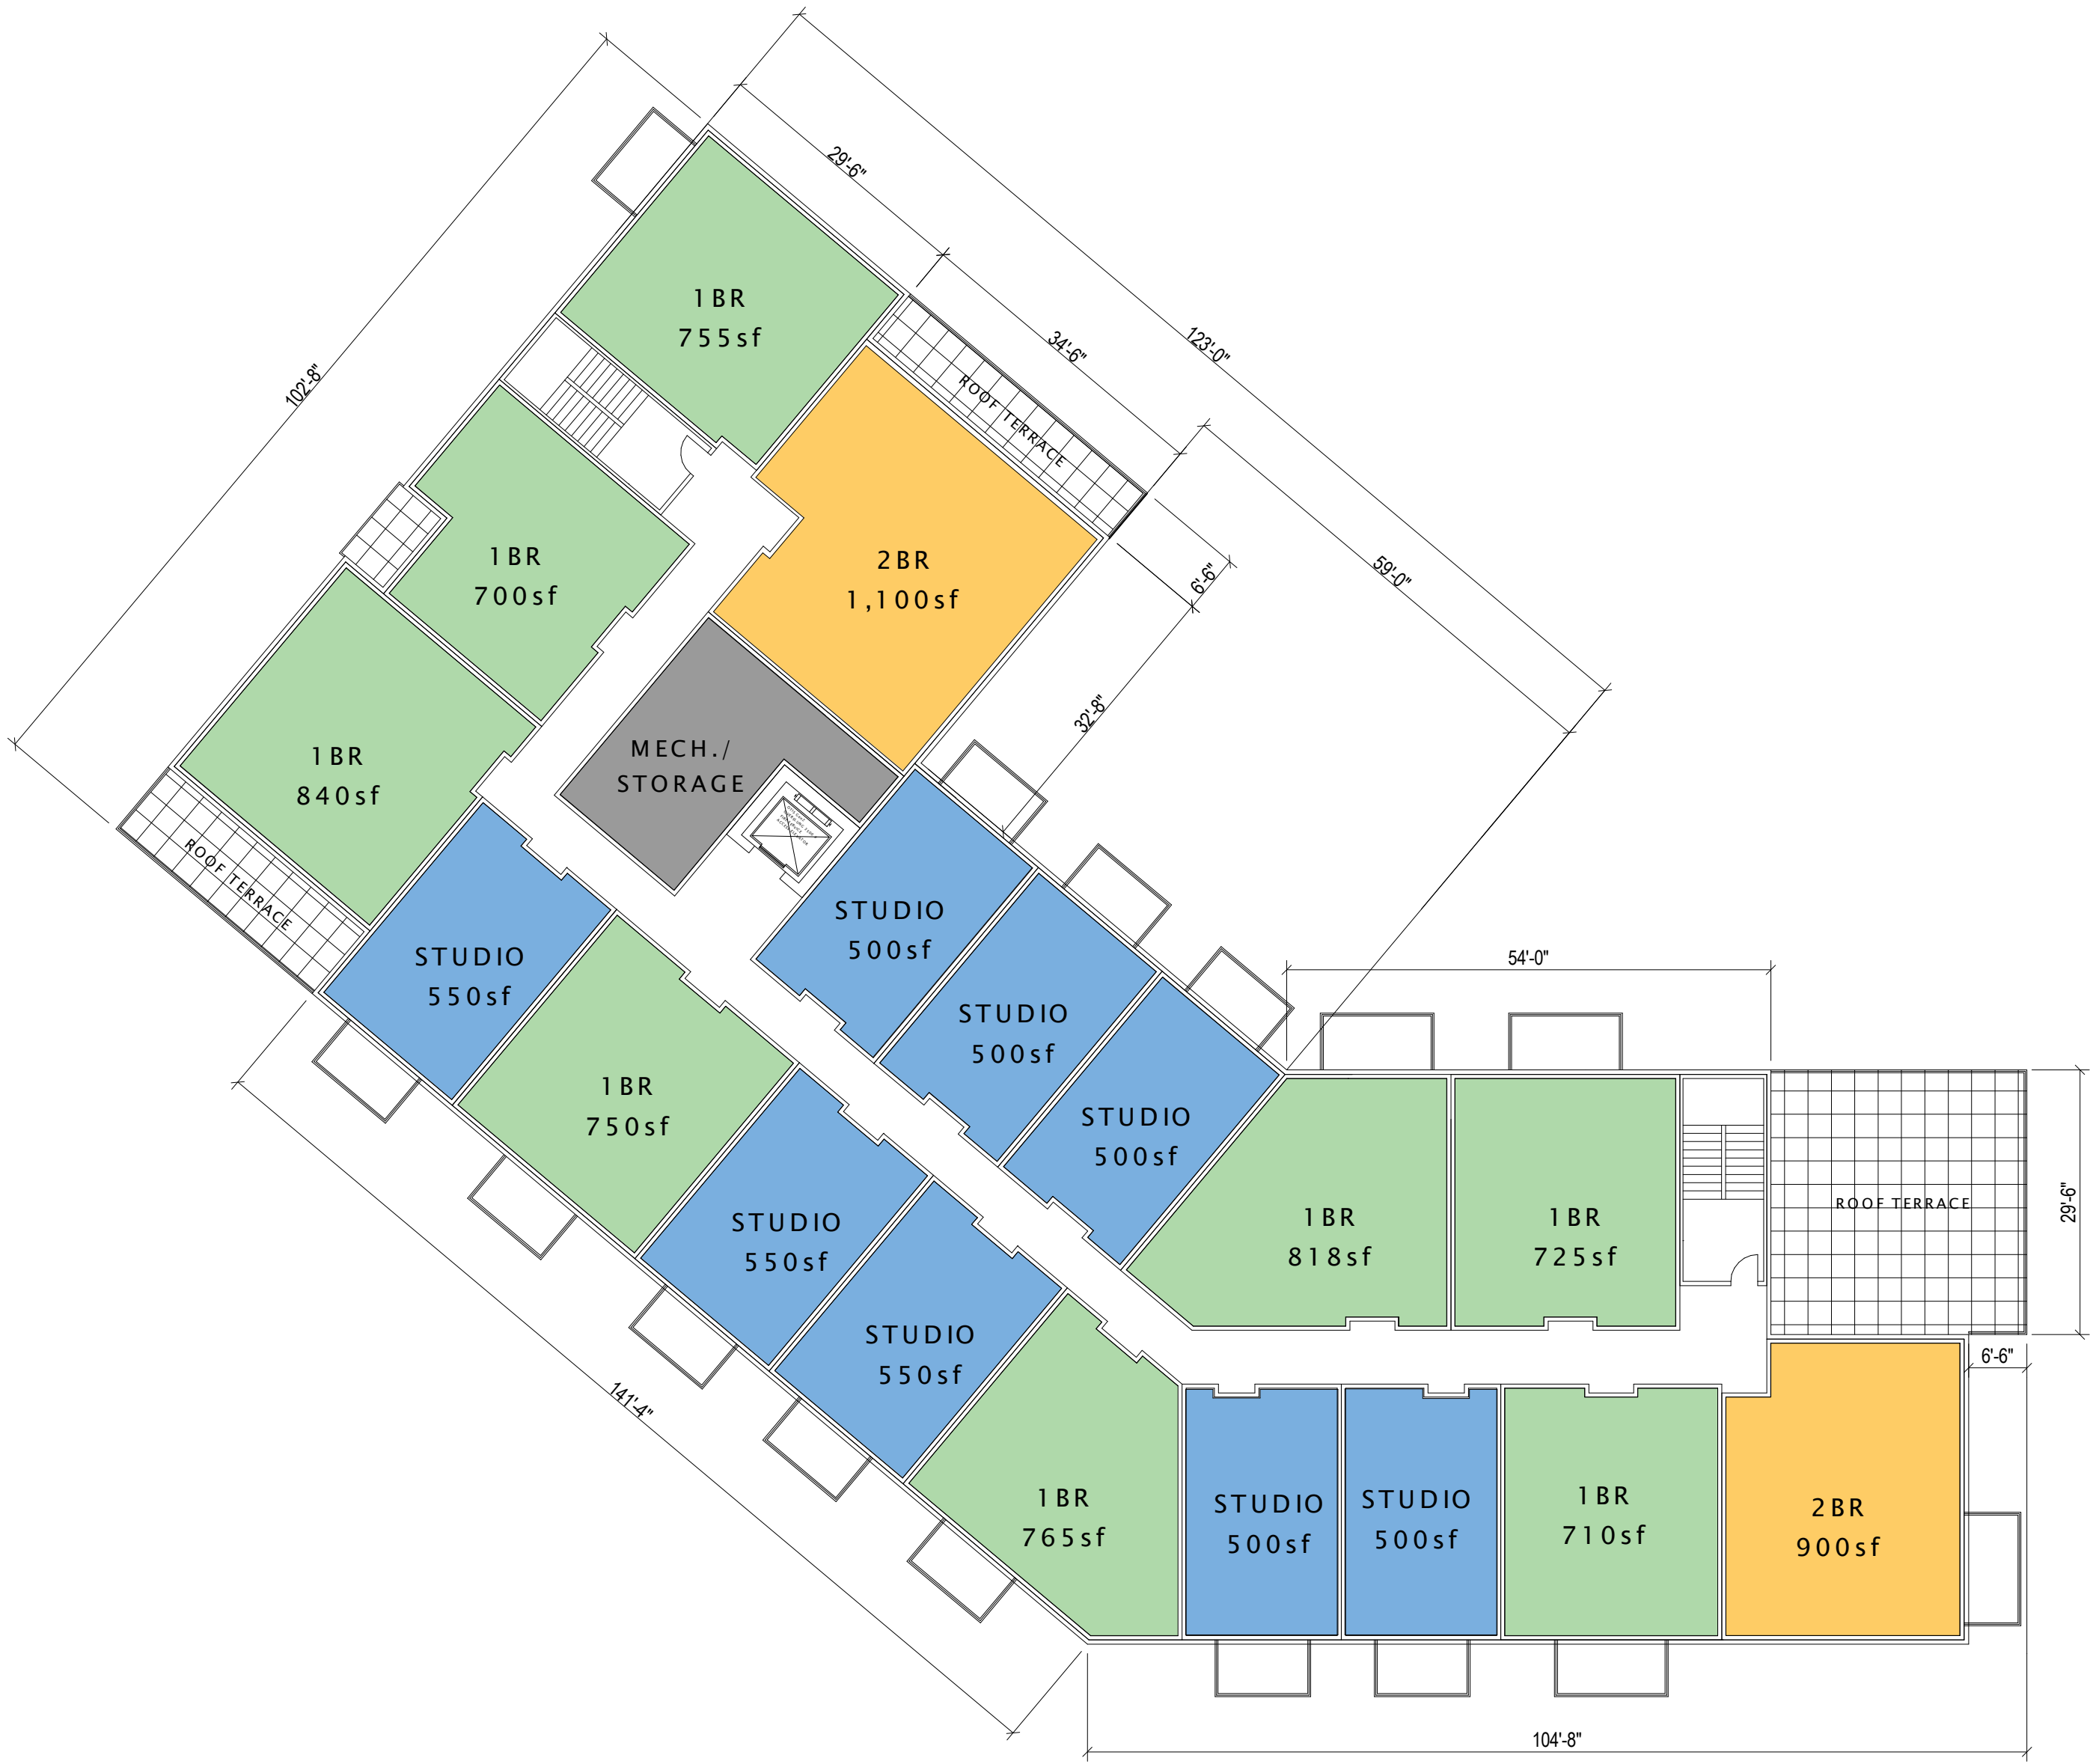 29'-6"
102'-8"
1BR
755sf
34'-6"
123'-0"
ROOF TERRACE
1BR
700sf
2BR
1,100sf
6'-6"
59'-0"
32'-8"
1BR
840sf
MECH./
STORAGE
ROOF TERRACE
STUDIO
550sf
STUDIO
500sf
54'-0"
STUDIO
500sf
1BR
750sf
STUDIO
500sf
STUDIO
550sf
1BR
818sf
1BR
725sf
ROOF TERRACE
29'-6"
STUDIO
550sf
6'-6"
141'-4"
1BR
765sf
STUDIO
500sf
STUDIO
500sf
1BR
710sf
2BR
900sf
104'-8"